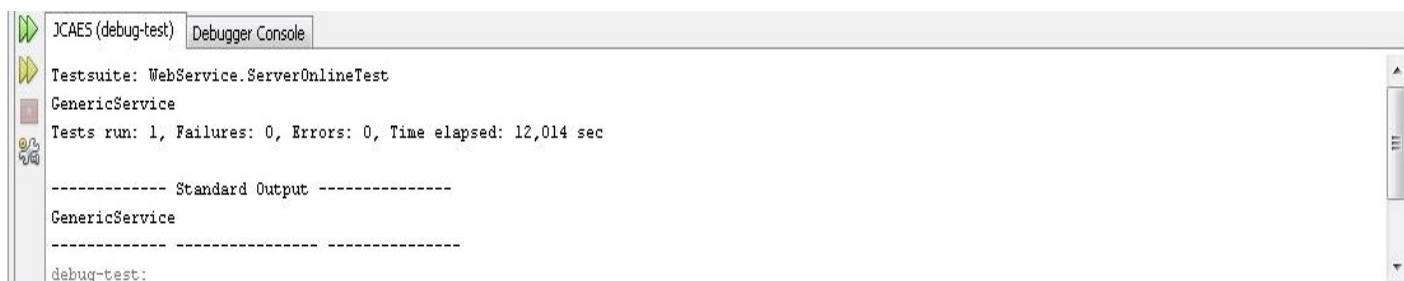 JCAES (debug-test) Debugger Console
Testsuite: WebService.ServerOnlineTest
GenericService
Tests run: 1, Failures: 0, Errors: 0, Time elapsed: 12,014 sec
------------- Standard Output ---------------
GenericService
------------- ---------------- ---------------
debug-test: